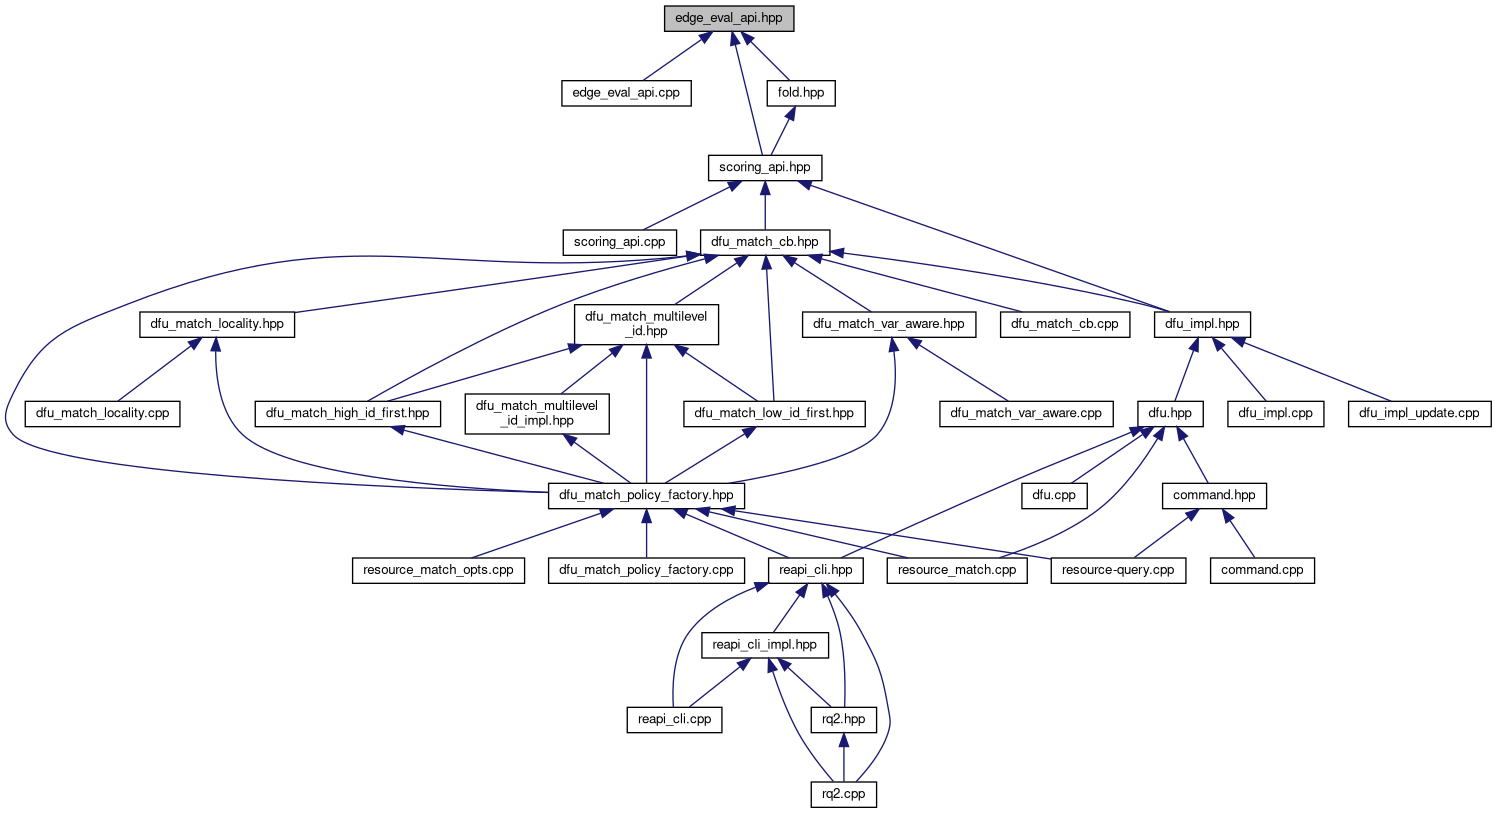 edge_eval_api.hpp
edge_eval_api.cpp
fold.hpp
scoring_api.hpp
scoring_api.cpp
dfu_match_cb.hpp
dfu_match_locality.hpp
dfu_match_multilevel
_id.hpp
dfu_match_var_aware.hpp
dfu_match_cb.cpp
dfu_impl.hpp
dfu_match_locality.cpp
dfu_match_high_id_first.hpp
dfu_match_multilevel
_id_impl.hpp
dfu_match_low_id_first.hpp
dfu_match_var_aware.cpp
dfu.hpp
dfu_impl.cpp
dfu_impl_update.cpp
dfu_match_policy_factory.hpp
dfu.cpp
command.hpp
resource_match_opts.cpp
dfu_match_policy_factory.cpp
reapi_cli.hpp
resource_match.cpp
resource-query.cpp
command.cpp
reapi_cli_impl.hpp
reapi_cli.cpp
rq2.hpp
rq2.cpp